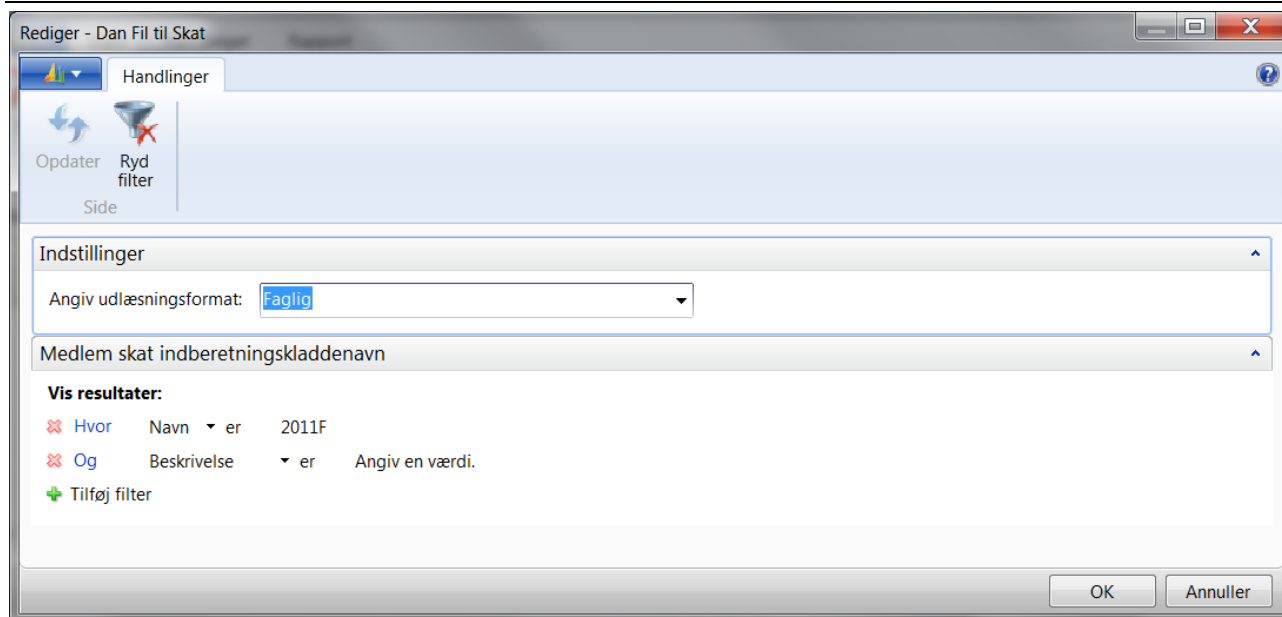 Rediger - Dan Fil til Skat
Handlinger
Opdater
Ryd
filter
Side
Indstillinger
Angiv udlæsningsformat: Faglig
Medlem skat indberetningskladdenavn
Vis resultater:
Hvor Navn er 2011F
Og Beskrivelse er Angiv en værdi.
Tilføj filter
OK Annuller